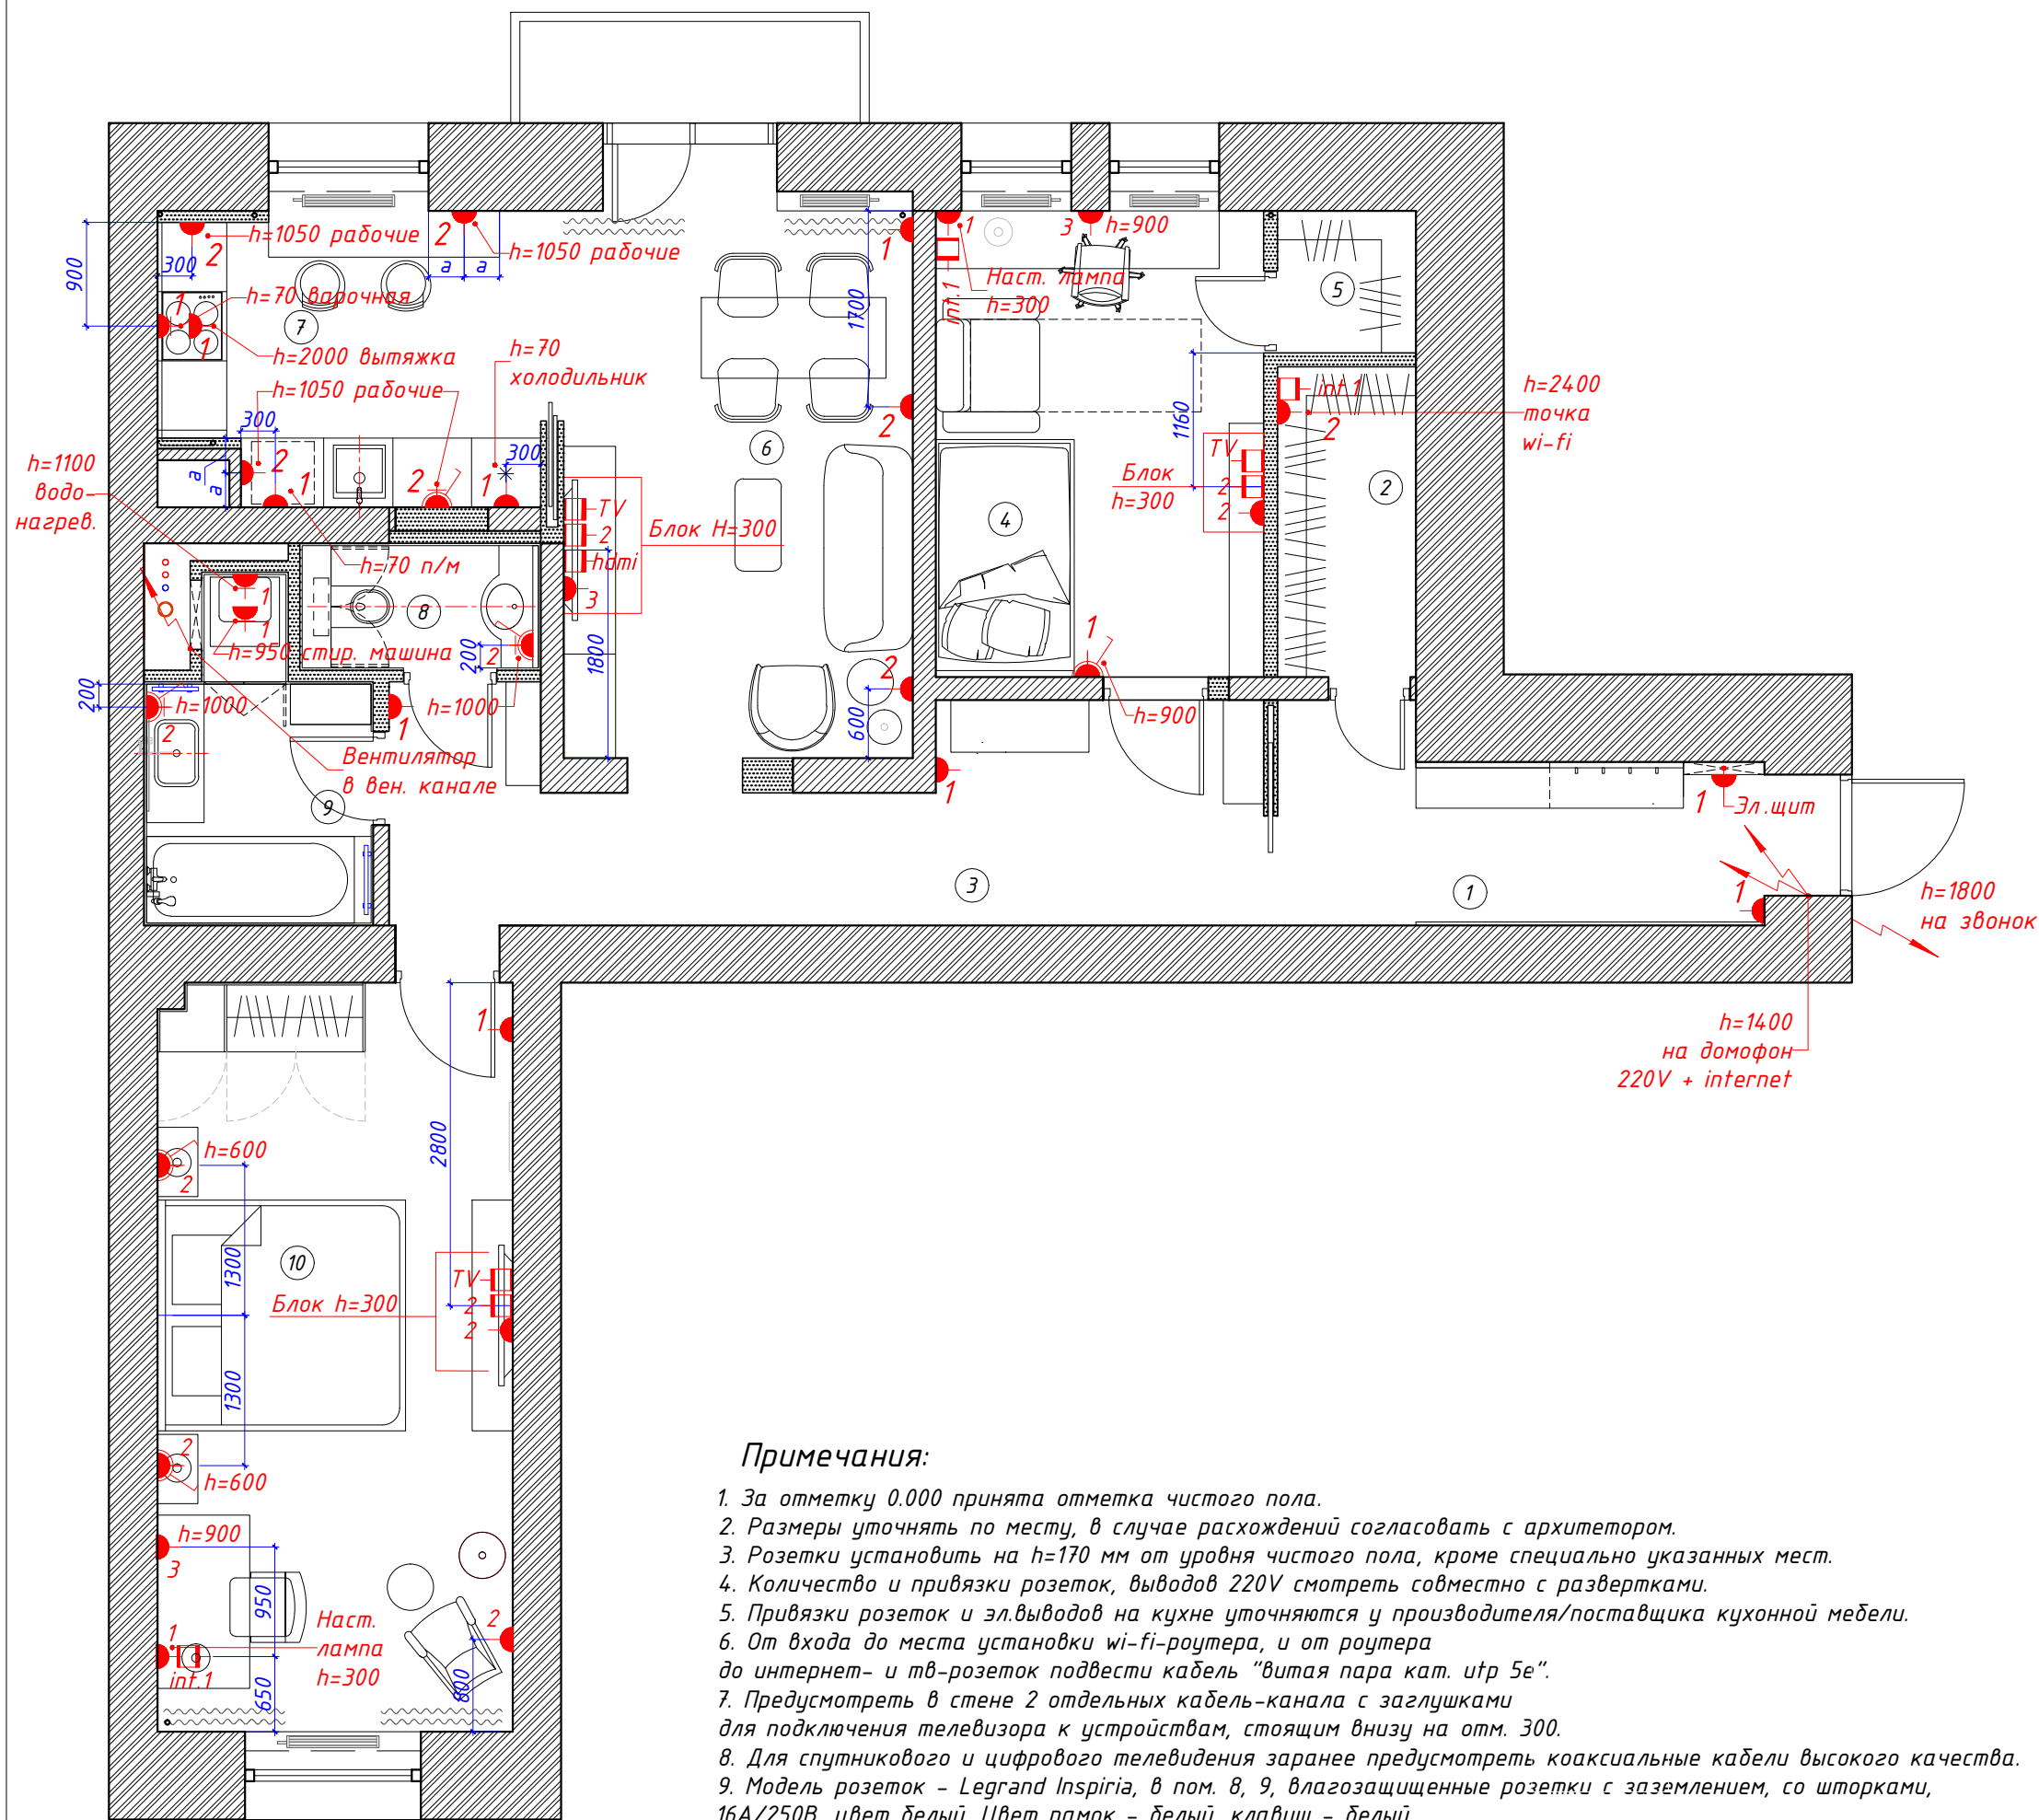 h=1050 рабочие
2
2
h=1050 рабочие
300
a
a
900
h=70 варочная
1
1
7
h=2000 вытяжка
h=1050 рабочие
h=70
холодильник
300
300
2
1
2
1
a
a
h=1100
водо-
нагрев.
h=70 п/м
1
1
h=950 стир. машина
8
200
2
h=1000
200
h=1000
2
1
Вентилятор
в вен. канале
9
1
1700
2
6
TV
2
hdmi
3
Блок H=300
1800
2
600
1
3
h=900
Наст. лампа
h=300
int.1
5
1160
int.1
2
h=2400
точка
wi-fi
TV
2
2
Блок
h=300
2
4
1
h=900
1
1
Эл.щит
3
1
1
h=1800
на звонок
h=1400
на домофон
220V + internet
1
2800
h=600
2
1300
10
TV
2
2
Блок h=300
1300
2
h=600
h=900
3
950
Наст.
лампа
h=300
1
int.1
650
2
800
Примечания:
1. За отметку 0.000 принята отметка чистого пола.
2. Размеры уточнять по месту, в случае расхождений согласовать с архитетором.
3. Розетки установить на h=170 мм от уровня чистого пола, кроме специально указанных мест.
4. Количество и привязки розеток, выводов 220V смотреть совместно с развертками.
5. Привязки розеток и эл.выводов на кухне уточняются у производителя/поставщика кухонной мебели.
6. От входа до места установки wi-fi-роутера, и от роутера
до интернет- и тв-розеток подвести кабель "витая пара кат. utp 5e".
7. Предусмотреть в стене 2 отдельных кабель-канала с заглушками
для подключения телевизора к устройствам, стоящим внизу на отм. 300.
8. Для спутникового и цифрового телевидения заранее предусмотреть коаксиальные кабели высокого качества.
9. Модель розеток - Legrand Inspiria, в пом. 8, 9, влагозащищенные розетки с заземлением, со шторками,
16А/250В, цвет белый. Цвет рамок - белый, клавиш - белый